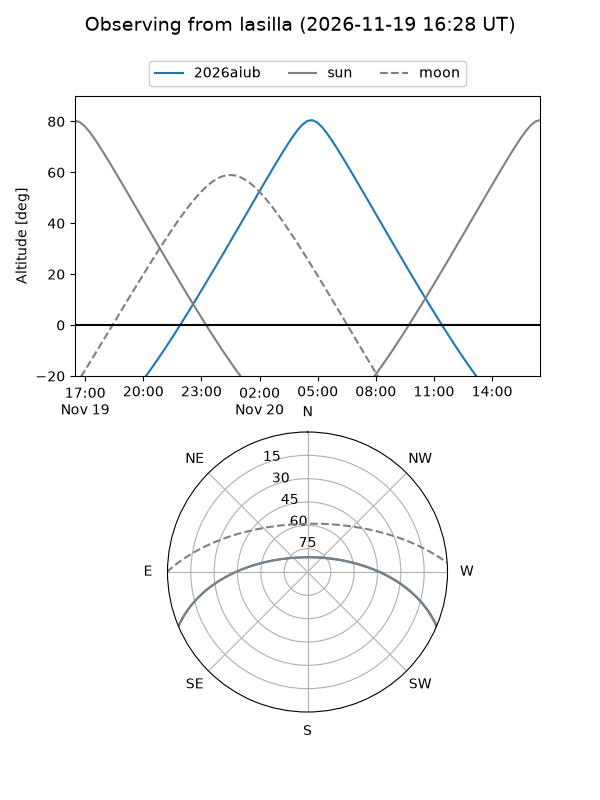 Observing from lasilla (2026-11-19 16:28 UT)
2026aiub sun moon
80
60
40
20
0
−20
Altitude [deg]
17:00 20:00 23:00 02:00 05:00 08:00 11:00 14:00
Nov 19 Nov 20
N
NE NW
15
30
45
60
75
E W
SE SW
S